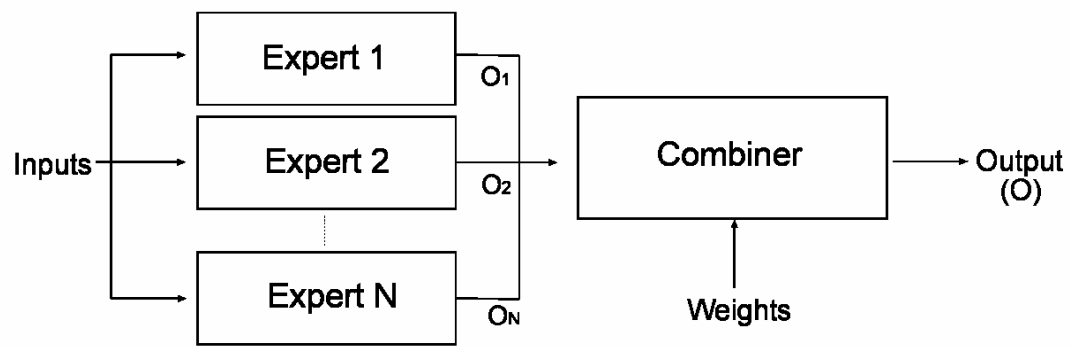 Expert 1
O1
Inputs
Expert 2
O2
Combiner
Output
(O)
Expert N
ON
Weights